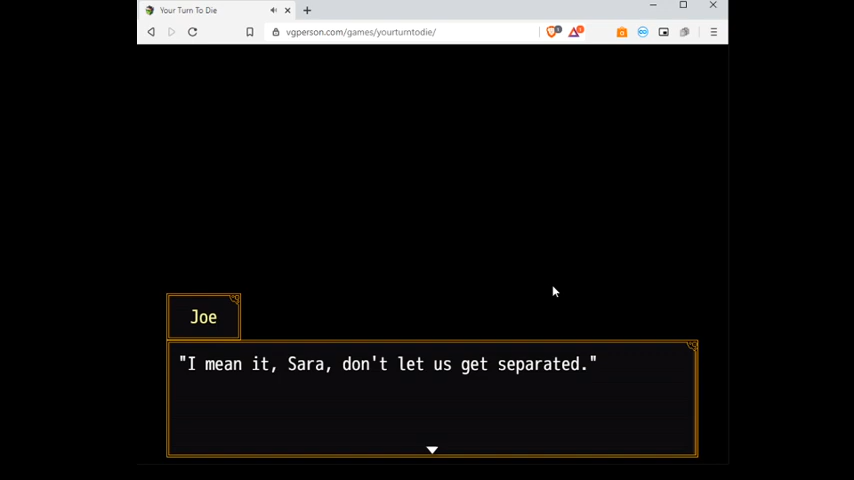 Your Turn To Die
vgperson.com/games/yourturntodie/
Joe
"I mean it, Sara, don't let us get separated."